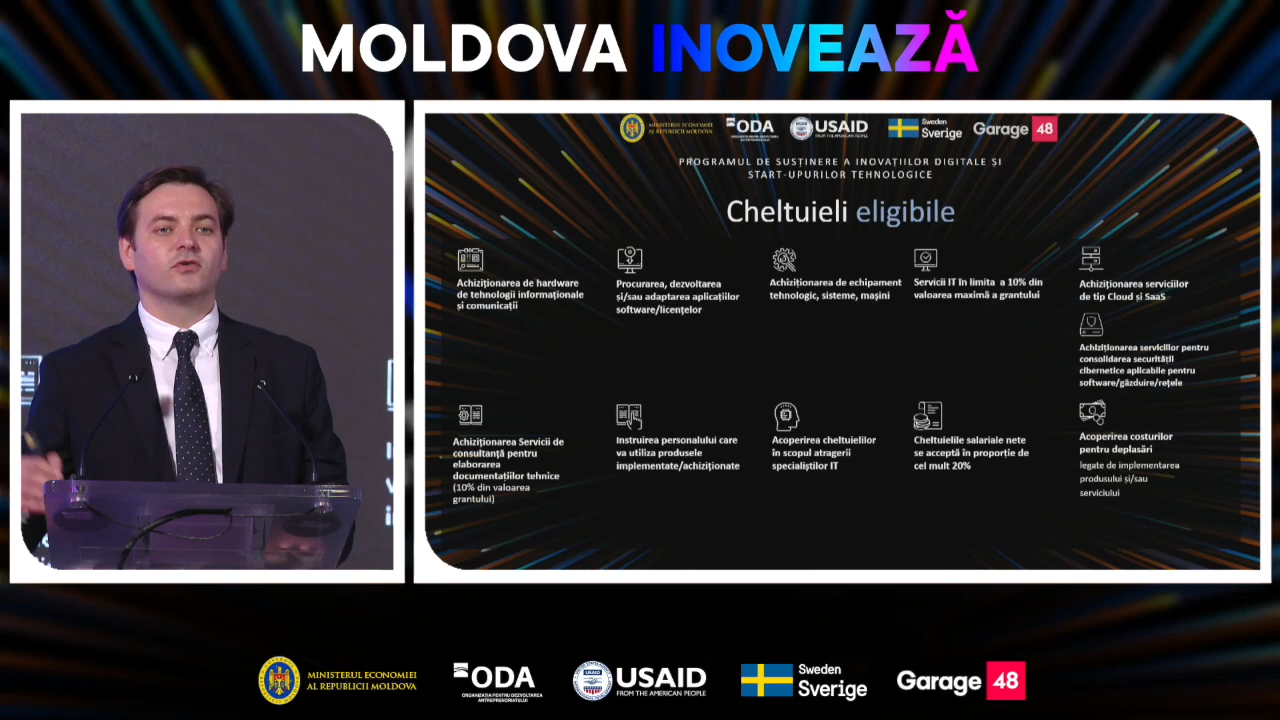 MOLDOVA INOVEAZĂ
MINISTERUL ECONOMIEI
AL REPUBLICII MOLDOVA
ODA
USAID
FROM THE AMERICAN PEOPLE
Sweden
Sverige
Garage 48
PROGRAMUL DE SUSȚINERE A INOVAȚIILOR DIGITALE ȘI
START-UPURILOR TEHNOLOGICE
Cheltuieli eligibile
Achiziționarea de hardware
de tehnologii informaționale
și comunicații
Procurarea, dezvoltarea
și/sau adaptarea aplicațiilor
software/licențelor
Achiziționarea de echipament
tehnologic, sisteme, mașini
Servicii IT în limita a 10% din
valoarea maximă a grantului
Achiziționarea serviciilor
de tip Cloud și SaaS
Achiziționarea serviciilor pentru
consolidarea securității
cibernetice aplicabile pentru
software/găzduire/rețele
Achiziționarea Servicii de
consultanță pentru
elaborarea
documentațiilor tehnice
(10% din valoarea
grantului)
Instruirea personalului care
va utiliza produsele
implementate/achiziționate
Acoperirea cheltuielilor
în scopul atragerii
specialiștilor IT
Cheltuielile salariale nete
se acceptă în proporție de
cel mult 20%
Acoperirea costurilor
pentru deplasări
legate de implementarea
produsului și/sau
serviciului
MINISTERUL ECONOMIEI
AL REPUBLICII MOLDOVA
ODA
ORGANIZAȚIA PENTRU DEZVOLTAREA
ANTREPRENORIATULUI
USAID
FROM THE AMERICAN PEOPLE
Sweden
Sverige
Garage 48